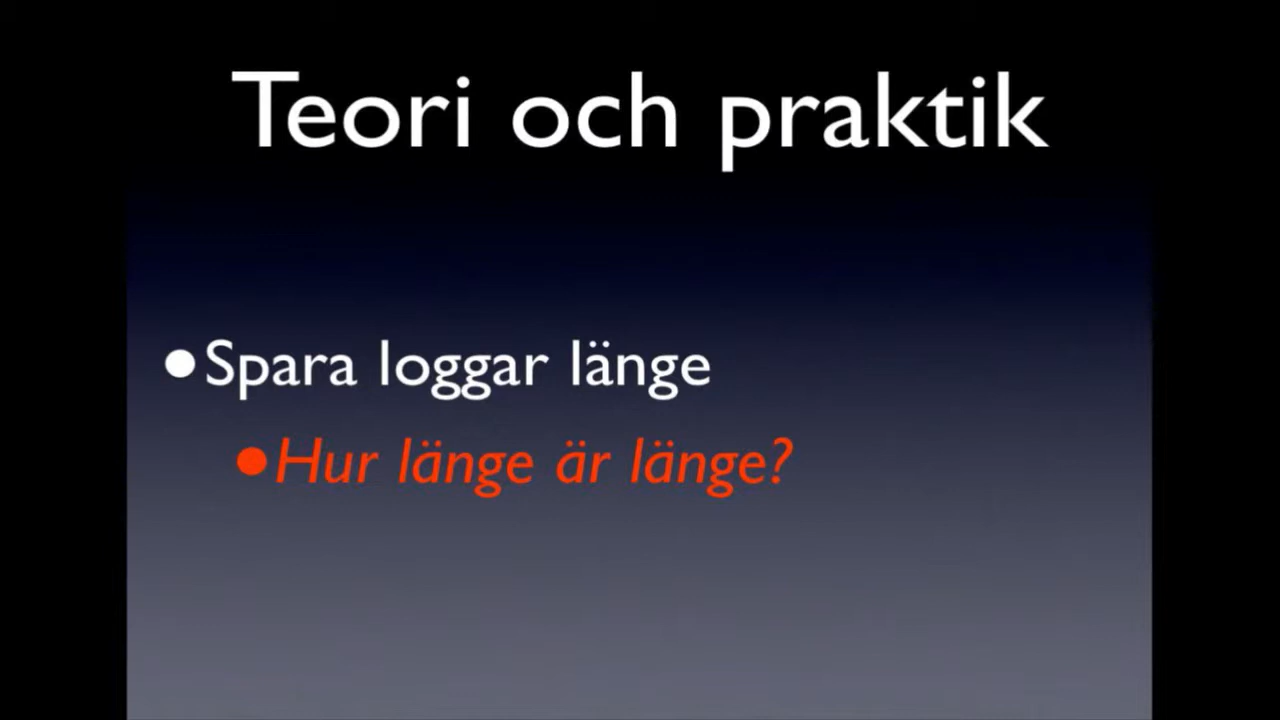 Teori och praktik
•Spara loggar länge
•Hur länge är länge?